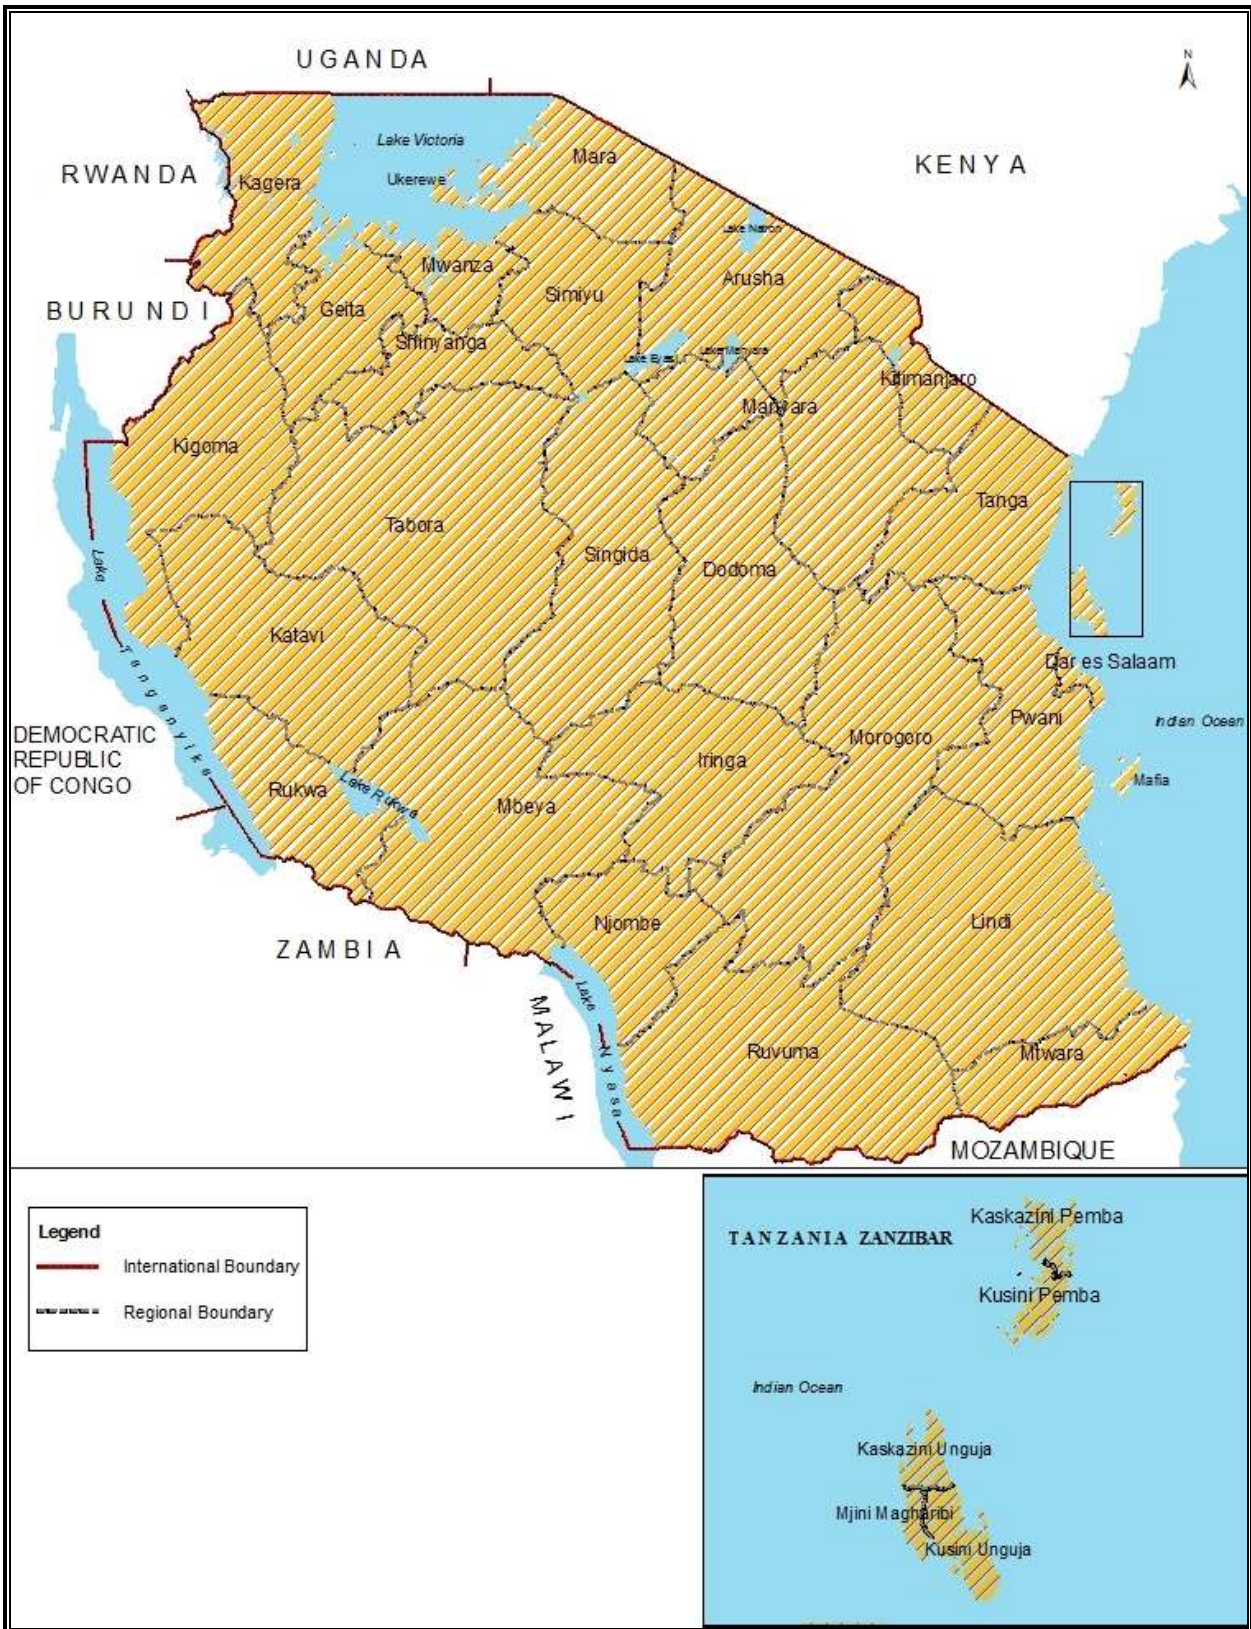 UGANDA
N
Lake Victoria
Mara
RWANDA
KENYA
Kagera
Ukerewe
Lake Natron
Mwanza
Arusha
Simiyu
BURUNDI
Geita
Shinyanga
Lake Eyasi
Lake Manyara
Kilimanjaro
Manyara
Kigoma
Tanga
Tabora
Singida
Dodoma
Lake Tanganyika
Katavi
Dar es Salaam
Pwani
Indian Ocean
DEMOCRATIC
REPUBLIC
OF CONGO
Morogoro
Iringa
Mafia
Rukwa
Lake Rukwa
Mbeya
Njombe
Lindi
ZAMBIA
Lake Nyasa
MALAWI
Ruvuma
Mtwara
MOZAMBIQUE
Legend
International Boundary
Regional Boundary
TANZANIA ZANZIBAR
Kaskazini Pemba
Kusini Pemba
Indian Ocean
Kaskazini Unguja
Mjini Magharibi
Kusini Unguja